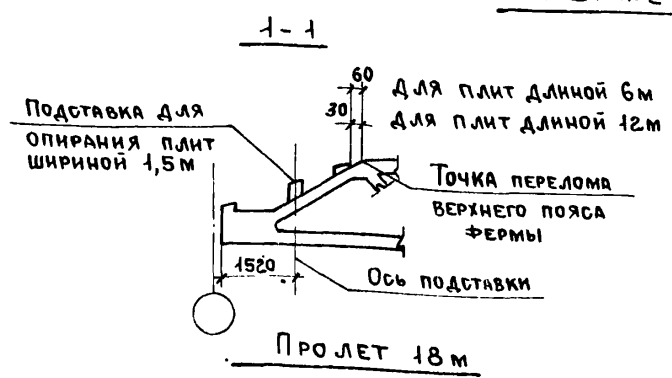 1-1
60
Для плит длиной 6м
30
Для плит длиной 12м
Подставка для
опирания плит
шириной 1,5м
Точка перелома
верхнего пояса
фермы
1520
Ось подставки
Пролет 18м